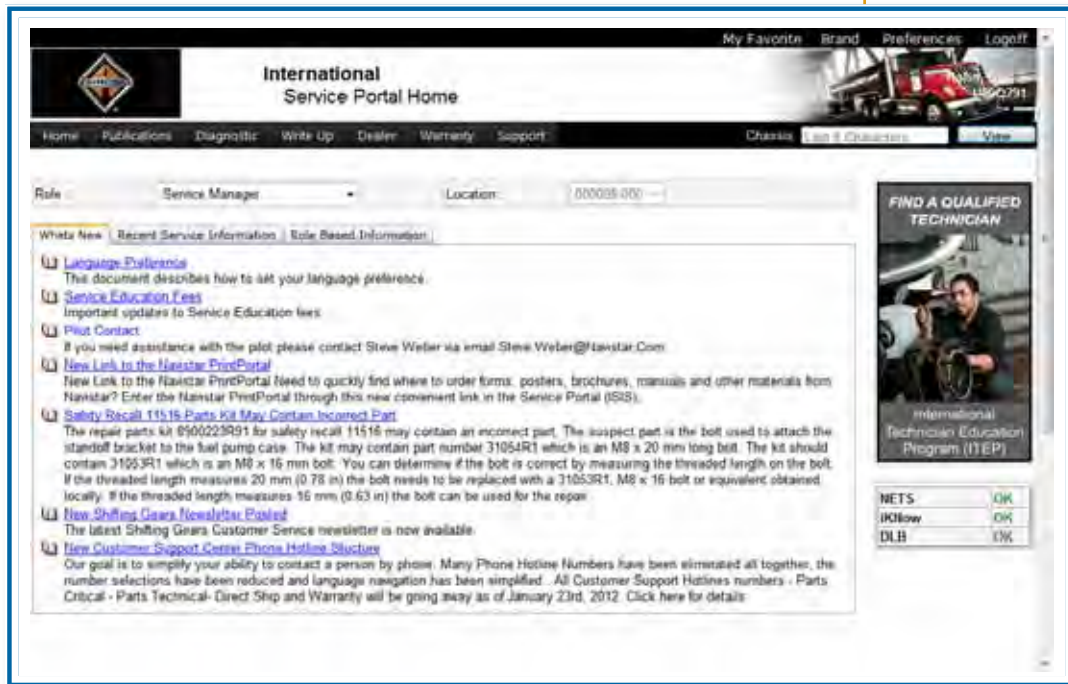 My Favorite Brand Preferences Logoff
International
Service Portal Home
Home Publications Diagnostic Write Up Dealer Warranty Support Chassis Last 8 Characters View
Role Service Manager Location
Whats New Recent Service Information Role Based Information
Language Preference
This document describes how to set your language preference.
Service Education Fees
Important updates to Service Education fees
Pilot Contact
If you need assistance with the pilot please contact Steve Weber via email Steve.Weber@Navistar.Com
New Link to the Navistar PrintPortal
New Link to the Navistar PrintPortal Need to quickly find where to order forms, posters, brochures, manuals and other materials from
Navistar? Enter the Navistar PrintPortal through this new convenient link in the Service Portal (ISIS).
Safety Recall 11516 Parts Kit May Contain Incorrect Part
The repair parts kit 8900223R91 for safety recall 11516 may contain an incorrect part. The suspect part is the bolt used to attach the
standoff bracket to the fuel pump case. The kit may contain part number 31054R1 which is an M8 x 20 mm long bolt. The kit should
contain 31053R1 which is an M8 x 16 mm bolt. You can determine if the bolt is correct by measuring the threaded length on the bolt.
If the threaded length measures 20 mm (0.78 in) the bolt needs to be replaced with a 31053R1, M8 x 16 bolt or equivalent obtained
locally. If the threaded length measures 16 mm (0.63 in) the bolt can be used for the repair.
New Shifting Gears Newsletter Posted
The latest Shifting Gears Customer Service newsletter is now available.
New Customer Support Center Phone Hotline Structure
Our goal is to simplify your ability to contact a person by phone. Many Phone Hotline Numbers have been eliminated all together, the
number selections have been reduced and language navigation has been simplified. All Customer Support Hotlines numbers - Parts
Critical - Parts Technical- Direct Ship and Warranty will be going away as of January 23rd, 2012. Click here for details
FIND A QUALIFIED
TECHNICIAN
International
Technician Education
Program (ITEP)
NETS OK
iKNow OK
DLB OK